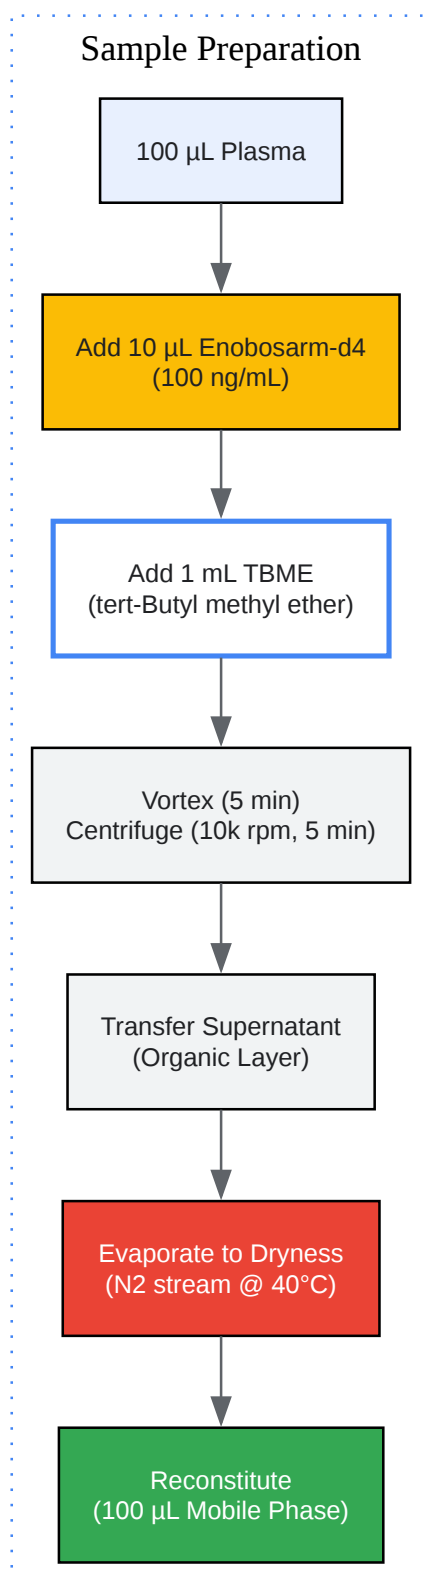 Sample Preparation
100 µL Plasma
Add 10 µL Enobosarm-d4
(100 ng/mL)
Add 1 mL TBME
(tert-Butyl methyl ether)
Vortex (5 min)
Centrifuge (10k rpm, 5 min)
Transfer Supernatant
(Organic Layer)
Evaporate to Dryness
(N2 stream @ 40°C)
Reconstitute
(100 µL Mobile Phase)